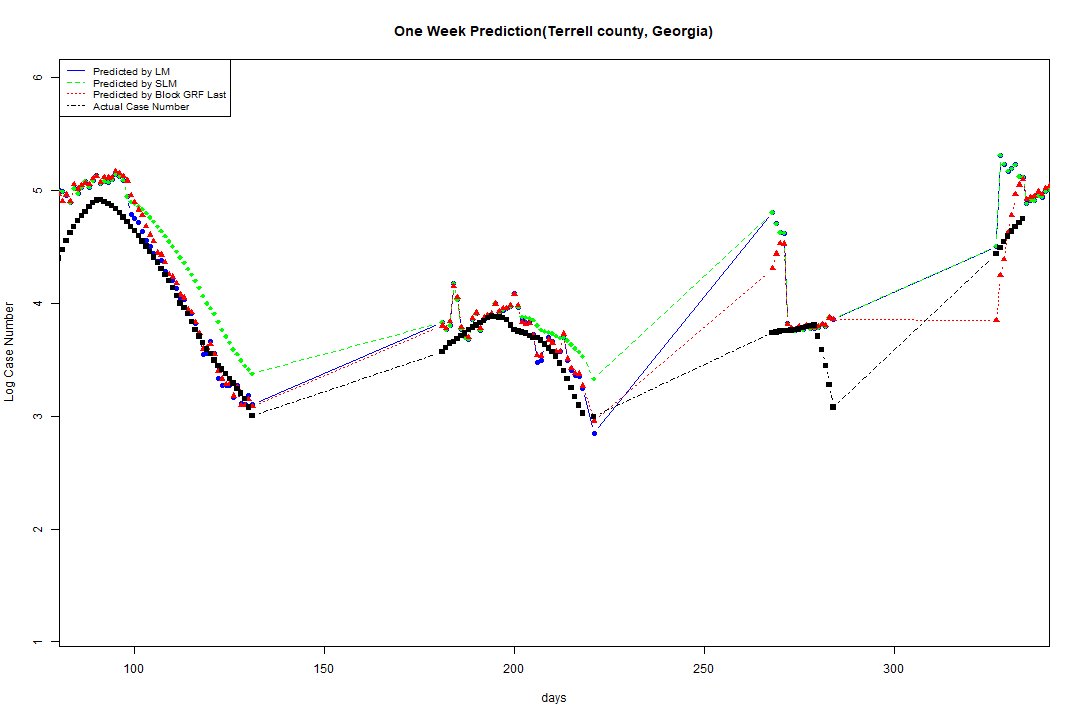 One Week Prediction(Terrell county, Georgia)
Predicted by LM
Predicted by SLM
Predicted by Block GRF Last
Actual Case Number
Log Case Number
6
5
4
3
2
1
100 150 200 250 300
days